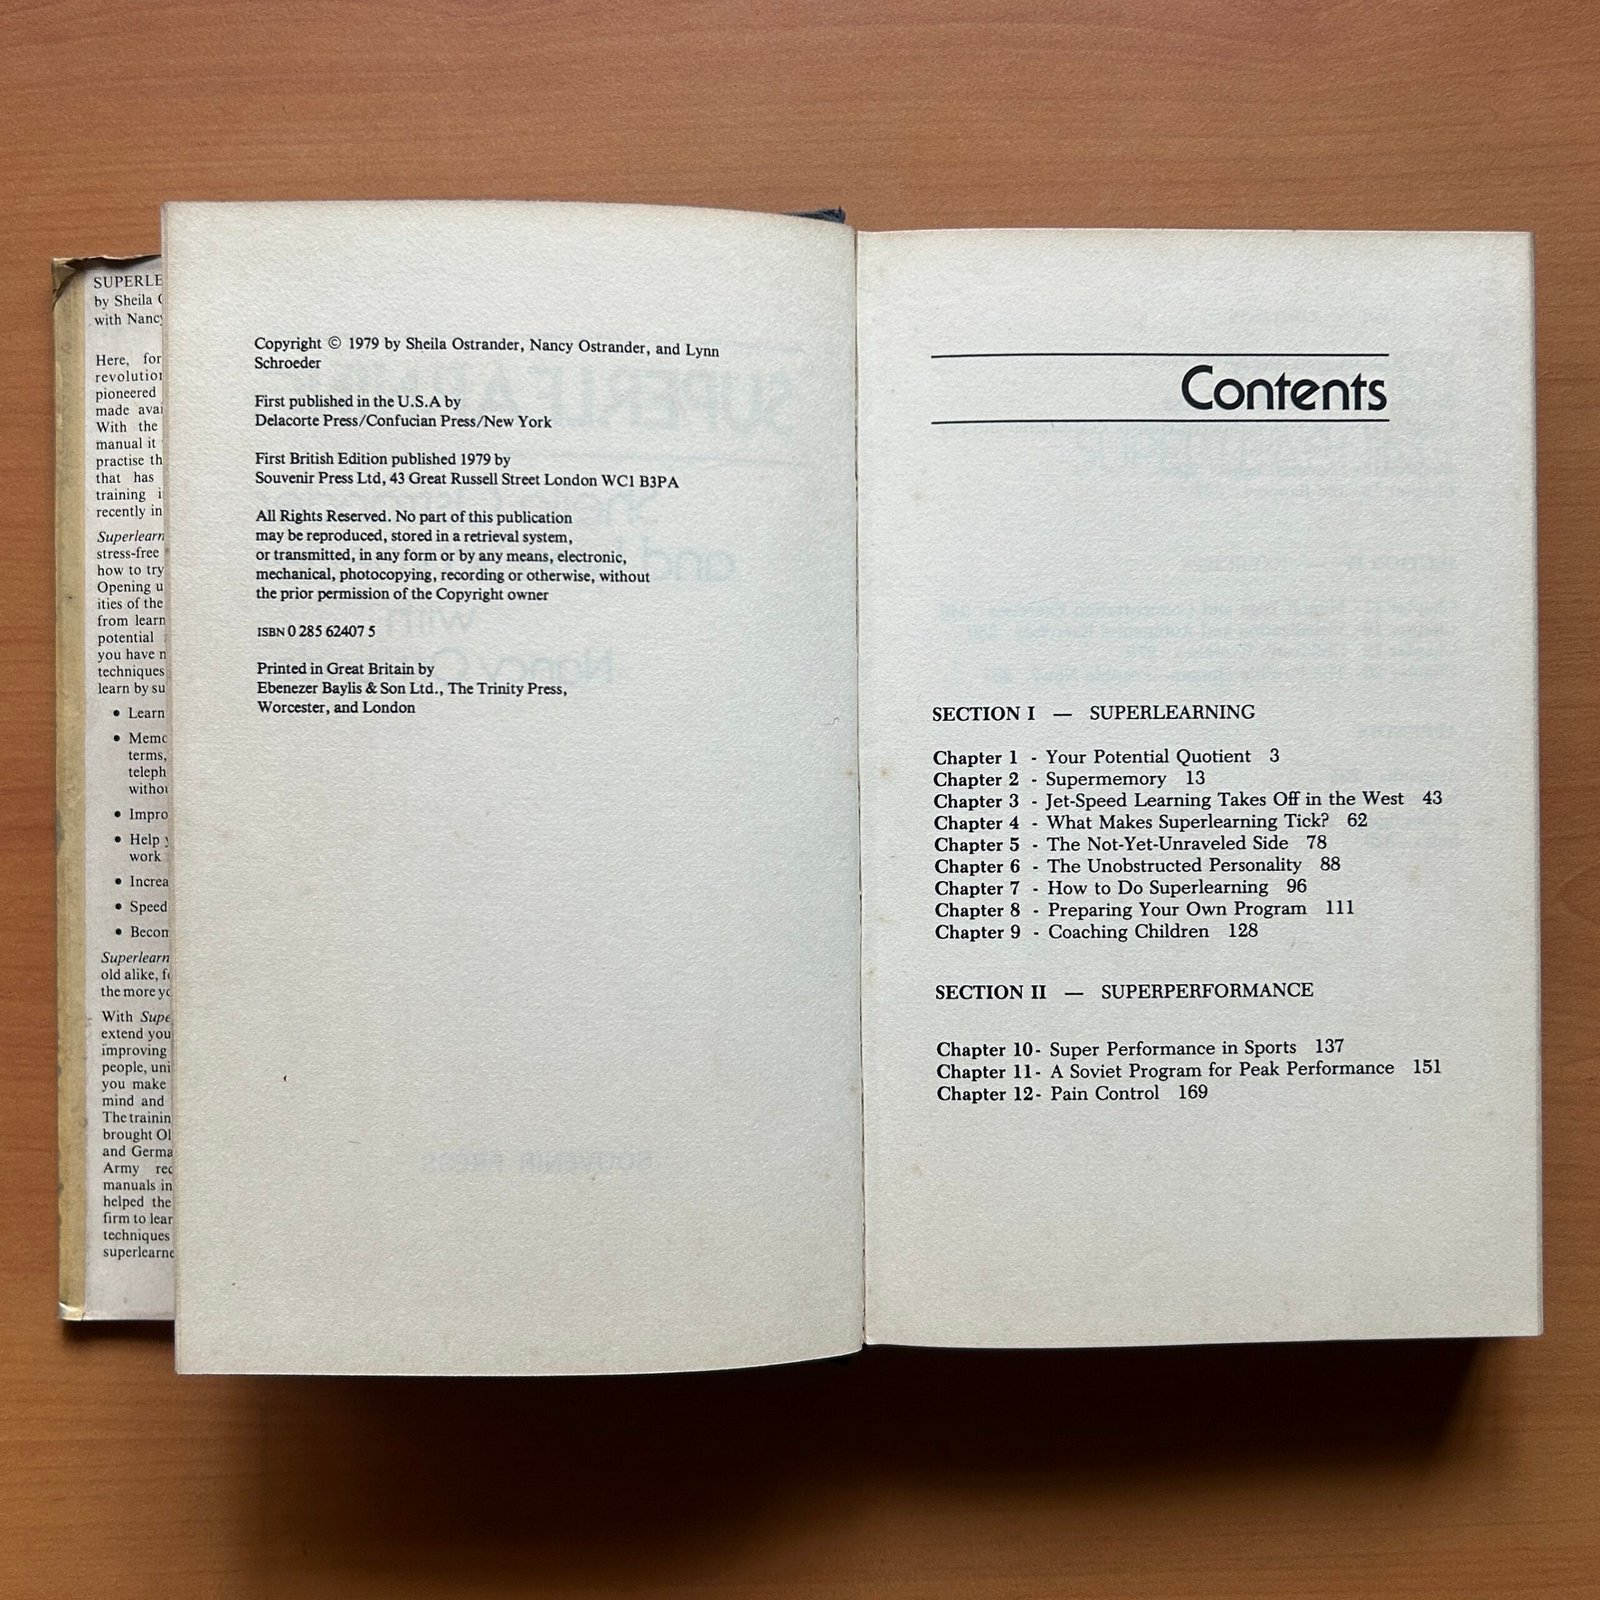 SUPERLE
by Sheila
with Nancy
Here, for
revolution
pioneered
made avai
With the
manual it
practise th
that has
training i
recently in
Superlearn
stress-free
how to try
Opening u
ities of the
from learn
potential
you have n
techniques
learn by su
• Learn
• Memo
terms,
teleph
withou
• Impro
• Help y
work
• Increa
• Speed
• Becon
Superlearn
old alike, fo
the more yo
With Supe
extend you
improving
people, uni
you make
mind and
The trainin
brought Ol
and Germa
Army rec
manuals in
helped the
firm to lear
techniques
superlearne
Copyright © 1979 by Sheila Ostrander, Nancy Ostrander, and Lynn
Schroeder
First published in the U.S.A by
Delacorte Press/Confucian Press/New York
First British Edition published 1979 by
Souvenir Press Ltd, 43 Great Russell Street London WC1 B3PA
All Rights Reserved. No part of this publication
may be reproduced, stored in a retrieval system,
or transmitted, in any form or by any means, electronic,
mechanical, photocopying, recording or otherwise, without
the prior permission of the Copyright owner
ISBN 0 285 62407 5
Printed in Great Britain by
Ebenezer Baylis & Son Ltd., The Trinity Press,
Worcester, and London
Contents
SECTION I — SUPERLEARNING
Chapter 1 - Your Potential Quotient 3
Chapter 2 - Supermemory 13
Chapter 3 - Jet-Speed Learning Takes Off in the West 43
Chapter 4 - What Makes Superlearning Tick? 62
Chapter 5 - The Not-Yet-Unraveled Side 78
Chapter 6 - The Unobstructed Personality 88
Chapter 7 - How to Do Superlearning 96
Chapter 8 - Preparing Your Own Program 111
Chapter 9 - Coaching Children 128
SECTION II — SUPERPERFORMANCE
Chapter 10- Super Performance in Sports 137
Chapter 11- A Soviet Program for Peak Performance 151
Chapter 12- Pain Control 169